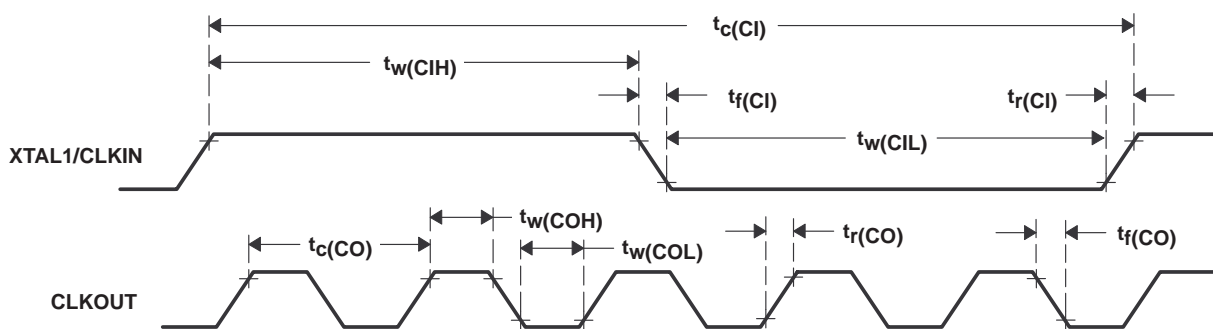 tc(CI)
tw(CIH)
tf(CI)
tr(CI)
tw(CIL)
XTAL1/CLKIN
tw(COH)
tc(CO)
tw(COL)
tr(CO)
tf(CO)
CLKOUT